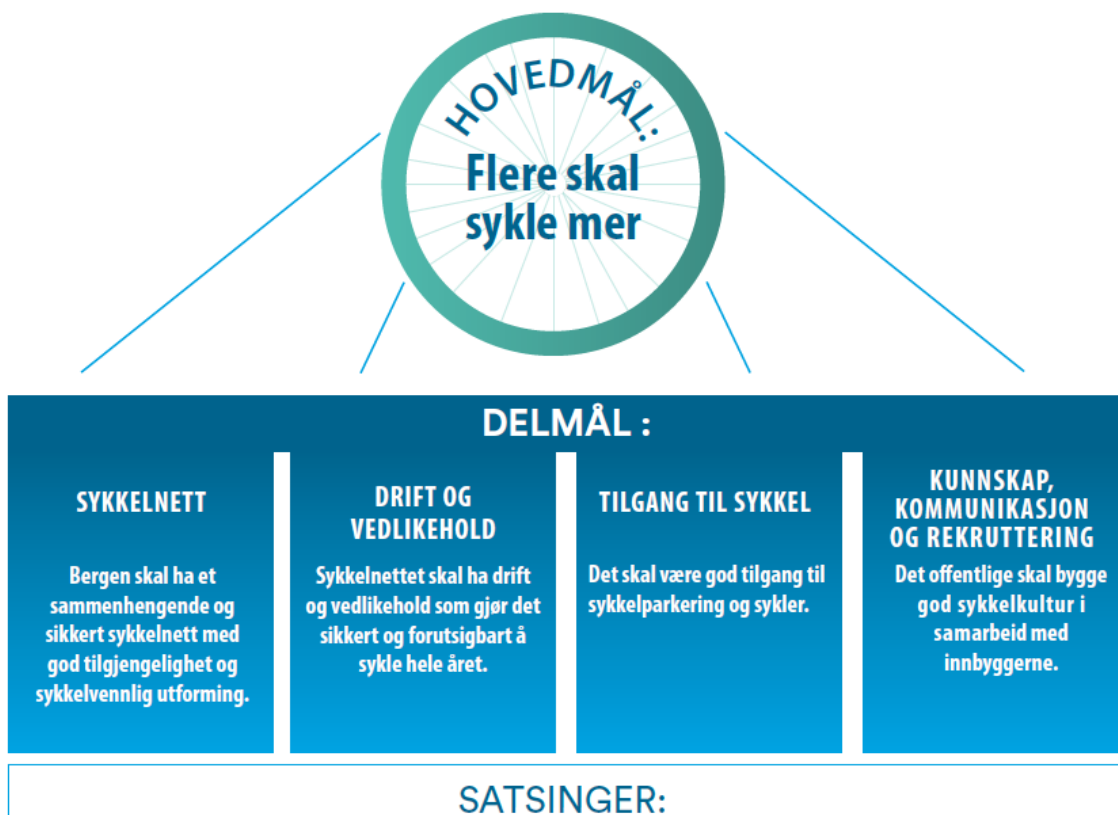 HOVEDMÅL:
Flere skal
sykle mer
DELMÅL :
SYKKELNETT
Bergen skal ha et
sammenhengende og
sikkert sykkelnett med
god tilgjengelighet og
sykkelvennlig utforming.
DRIFT OG
VEDLIKEHOLD
Sykkelnettet skal ha drift
og vedlikehold som gjør det
sikkert og forutsigbart å
sykle hele året.
TILGANG TIL SYKKEL
Det skal være god tilgang til
sykkelparkering og sykler.
KUNNSKAP,
KOMMUNIKASJON
OG REKRUTTERING
Det offentlige skal bygge
god sykkelkultur i
samarbeid med
innbyggerne.
SATSINGER: